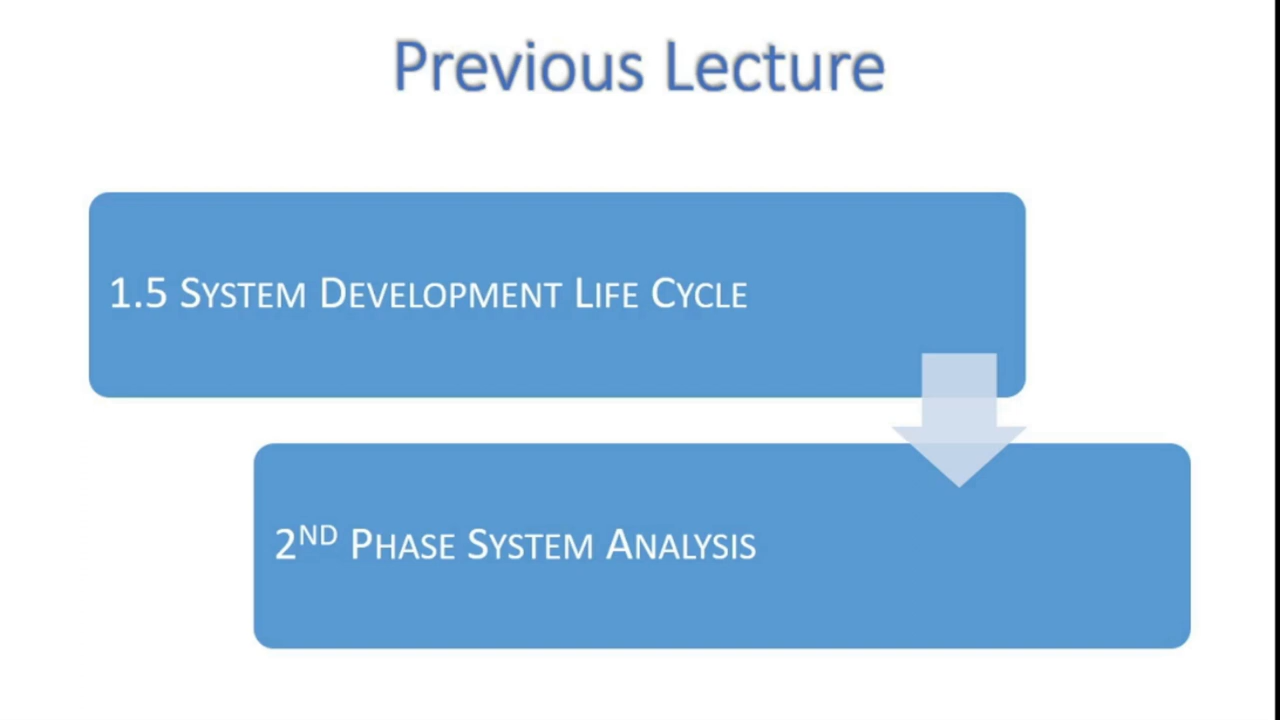 Previous Lecture
1.5 System Development Life Cycle
2nd Phase System Analysis